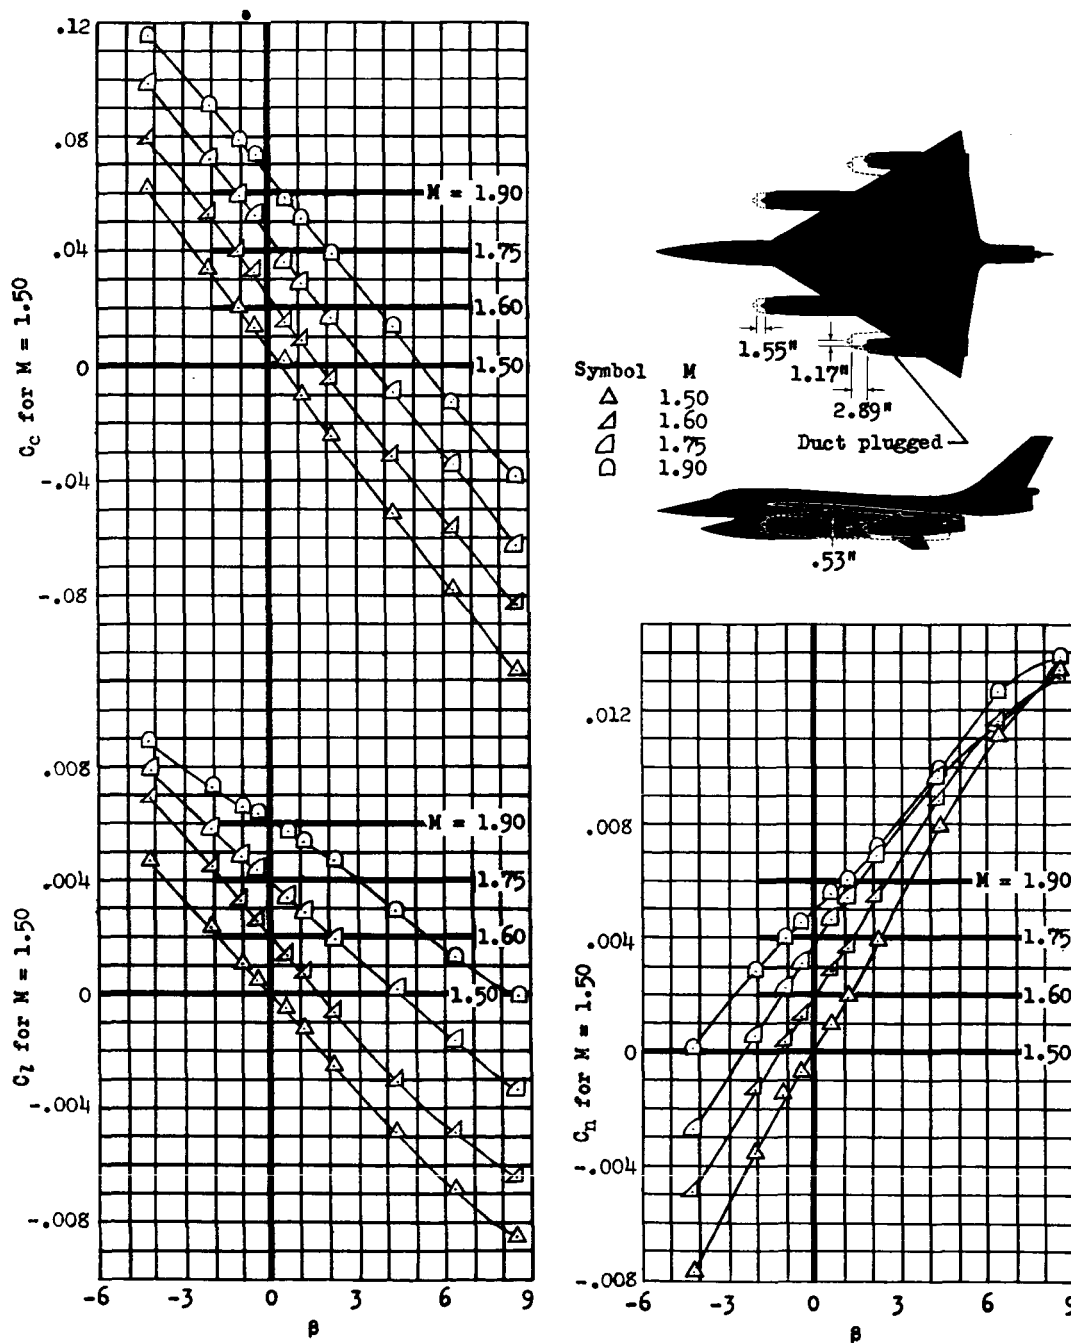 .12
.08
.04
0
-.04
-.08
C_c for M = 1.50
M = 1.90
1.75
1.60
1.50
.008
.004
0
-.004
-.008
C_l for M = 1.50
M = 1.90
1.75
1.60
1.50
-6 -3 0 3 6 9
β
1.55"
1.17"
2.89"
Duct plugged
Symbol M
△ 1.50
1.60
1.75
1.90
.53"
.012
.008
.004
0
-.004
-.008
C_n for M = 1.50
M = 1.90
1.75
1.60
1.50
-6 -3 0 3 6 9
β